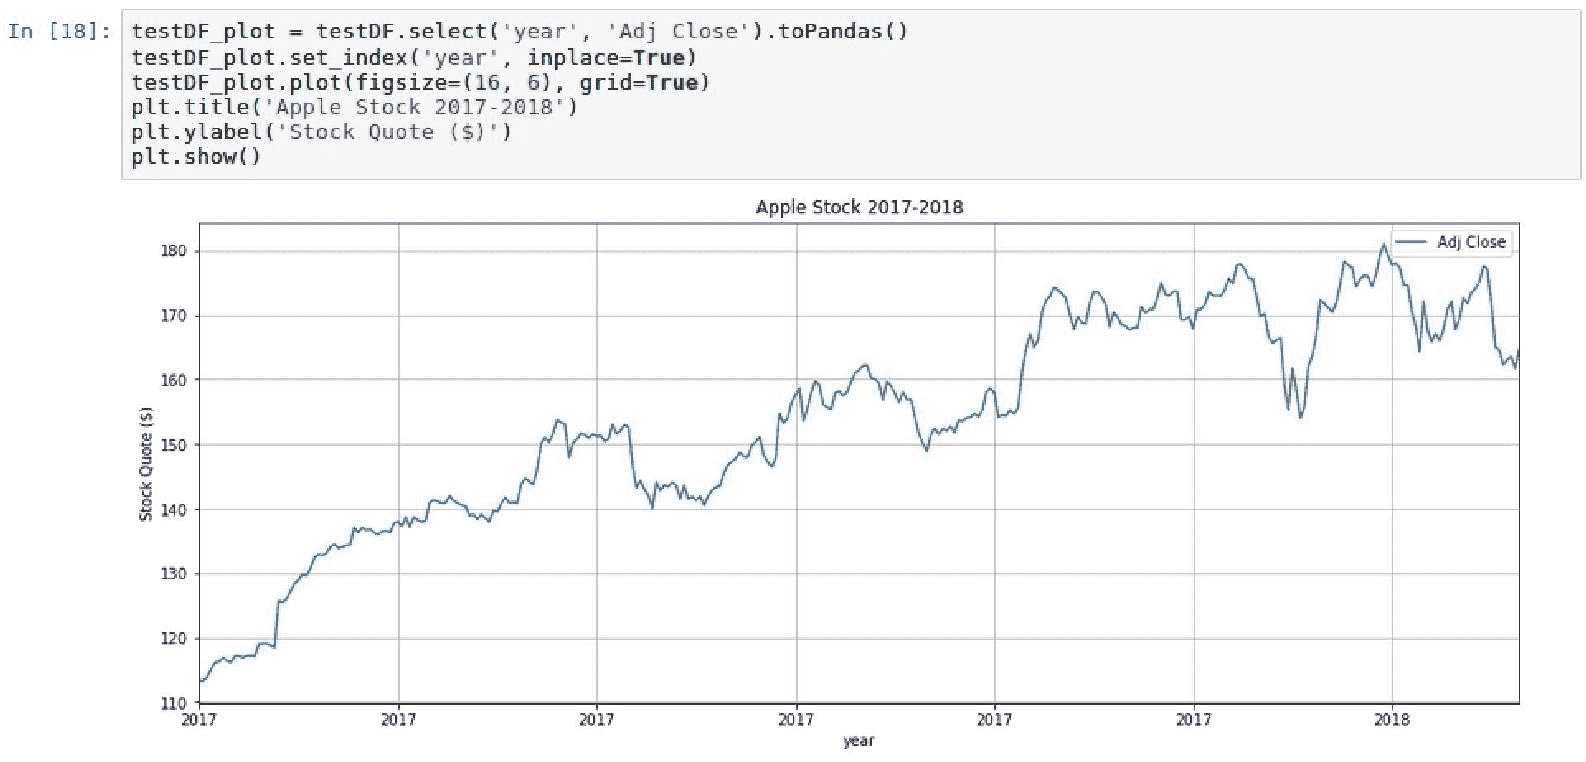 In [18]: testDF_plot = testDF.select('year', 'Adj Close').toPandas()
testDF_plot.set_index('year', inplace=True)
testDF_plot.plot(figsize=(16, 6), grid=True)
plt.title('Apple Stock 2017-2018')
plt.ylabel('Stock Quote ($)')
plt.show()
Apple Stock 2017-2018
Adj Close
180
170
160
150
140
130
120
110
Stock Quote ($)
2017 2017 2017 2017 2017 2017 2018
year